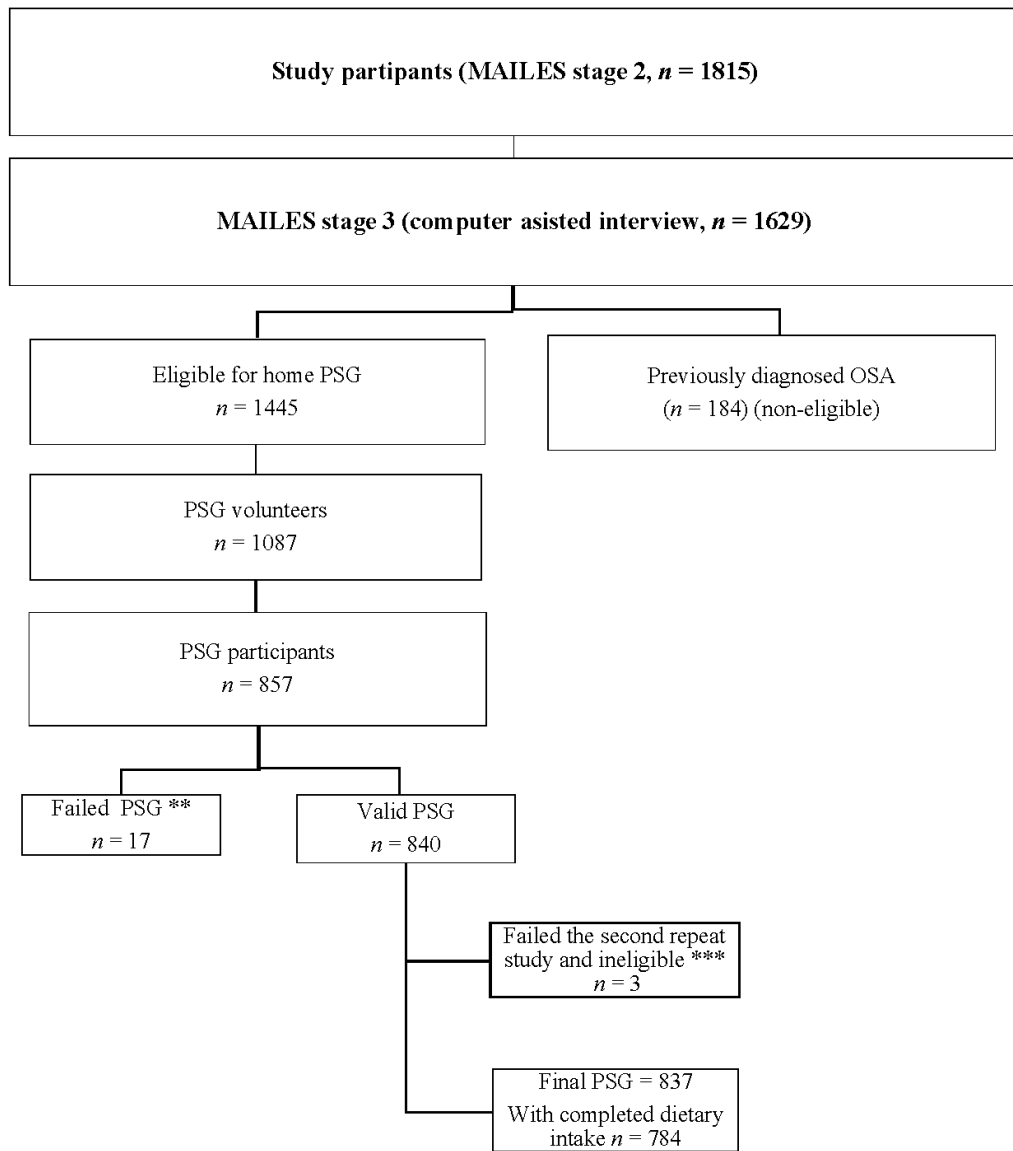 Study partipants (MAILES stage 2, n = 1815)
MAILES stage 3 (computer asisted interview, n = 1629)
Eligible for home PSG
n = 1445
Previously diagnosed OSA
(n = 184) (non-eligible)
PSG volunteers
n = 1087
PSG participants
n = 857
Failed PSG **
n = 17
Valid PSG
n = 840
Failed the second repeat
study and ineligible ***
n = 3
Final PSG = 837
With completed dietary
intake n = 784